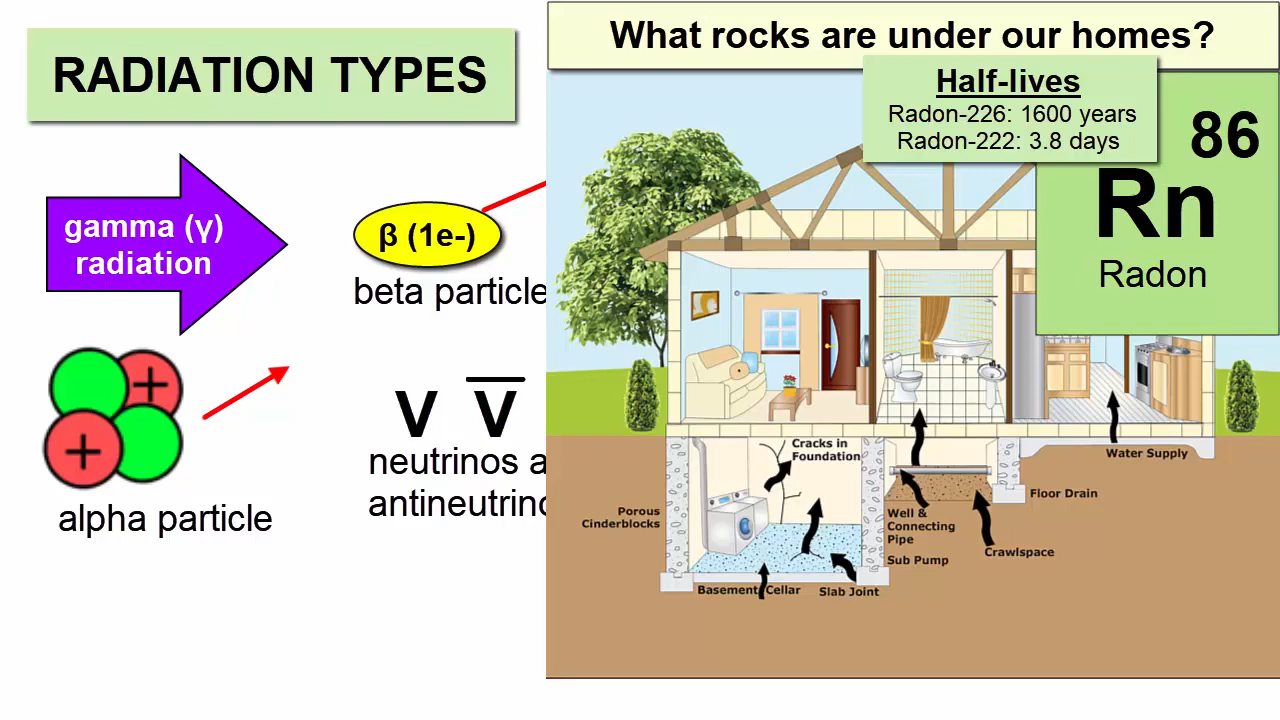 RADIATION TYPES
gamma (γ)
radiation
β (1e-)
beta particle
+
+
alpha particle
ν ν̅
neutrinos a
antineutrino
What rocks are under our homes?
Half-lives
Radon-226: 1600 years
Radon-222: 3.8 days
86
Rn
Radon
Cracks in
Foundation
Porous
Cinderblocks
Basement Cellar
Slab Joint
Well &
Connecting
Pipe
Sub Pump
Crawlspace
Floor Drain
Water Supply